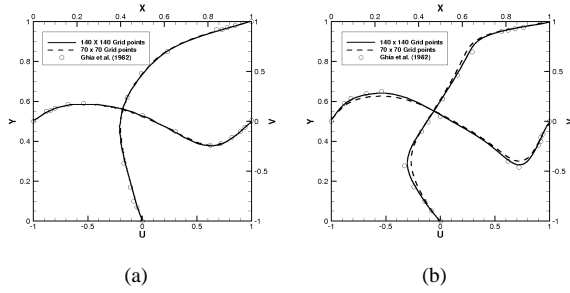 X
0 0.2 0.4 0.6 0.8 1
140 X 140 Grid points
70 x 70 Grid points
Ghia et al. (1982)
Y
1
0.8
0.6
0.4
0.2
0
V
1
0.5
0
-0.5
-1
-1 -0.5 0 0.5 1
U
(a)
X
0 0.2 0.4 0.6 0.8 1
140 x 140 Grid points
70 x 70 Grid points
Ghia et al. (1982)
Y
1
0.8
0.6
0.4
0.2
0
V
1
0.5
0
-0.5
-1
-1 -0.5 0 0.5 1
U
(b)